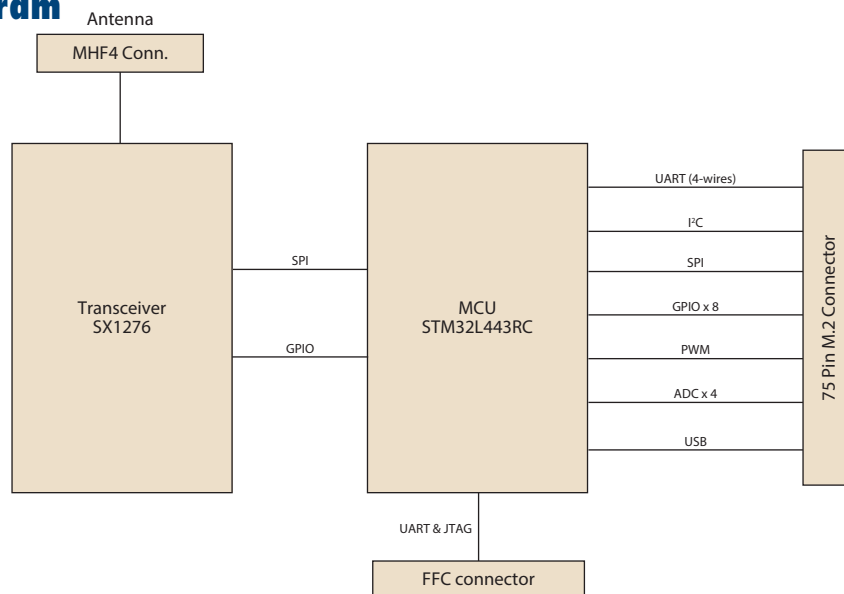 Antenna
MHF4 Conn.
Transceiver
SX1276
SPI
GPIO
MCU
STM32L443RC
UART (4-wires)
I²C
SPI
GPIO x 8
PWM
ADC x 4
USB
75 Pin M.2 Connector
UART & JTAG
FFC connector